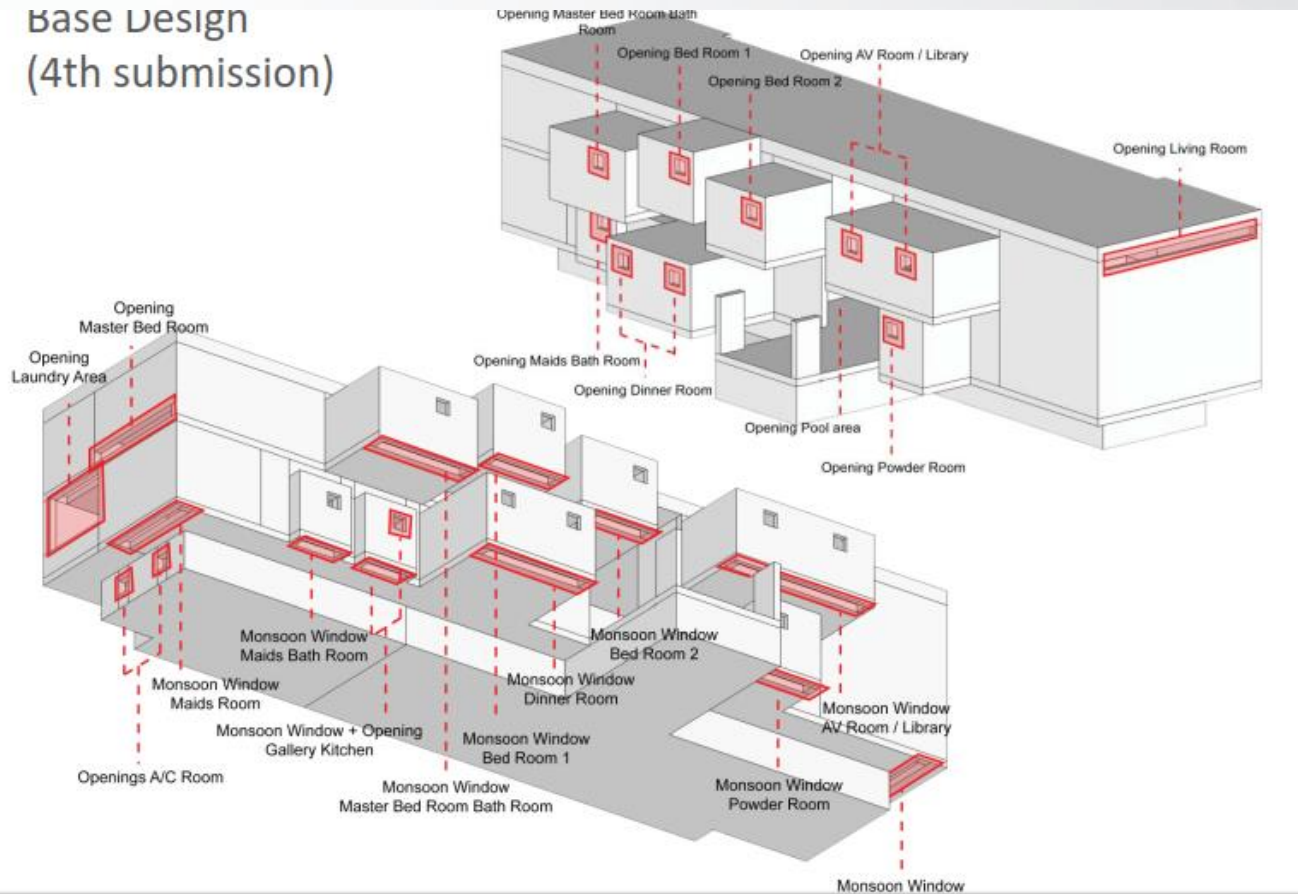 Base Design
(4th submission)
Opening Master Bed Room Bath
Room
Opening Bed Room 1
Opening AV Room / Library
Opening Bed Room 2
Opening Living Room
Opening Maids Bath Room
Opening Dinner Room
Opening Pool area
Opening Powder Room
Opening
Master Bed Room
Opening
Laundry Area
Monsoon Window
Maids Bath Room
Monsoon Window
Bed Room 2
Monsoon Window
Maids Room
Monsoon Window
Dinner Room
Monsoon Window + Opening
Gallery Kitchen
Monsoon Window
Bed Room 1
Monsoon Window
AV Room / Library
Openings A/C Room
Monsoon Window
Master Bed Room Bath Room
Monsoon Window
Powder Room
Monsoon Window